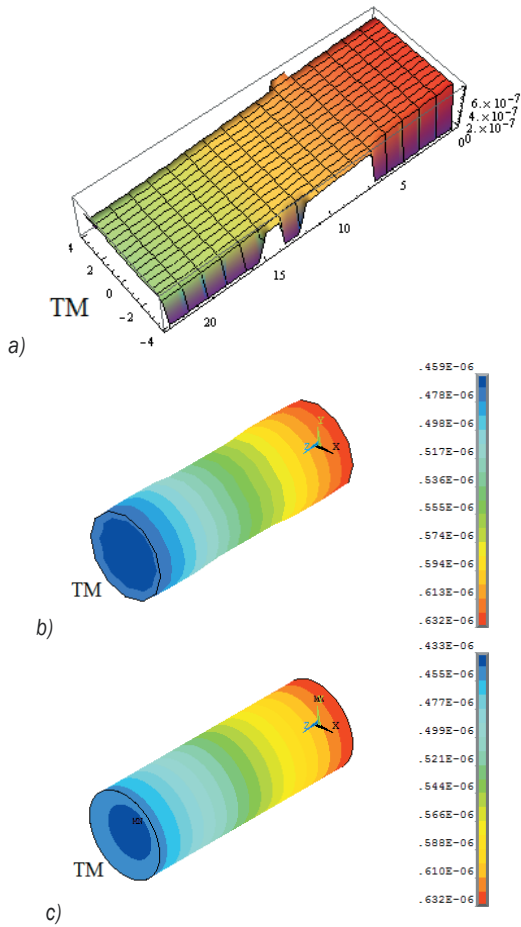 6.×10⁻⁷
4.×10⁻⁷
2.×10⁻⁷
0
0
5
10
15
20
4
2
0
-2
-4
TM
a)
.459E-06
.478E-06
.498E-06
.517E-06
.536E-06
.555E-06
.574E-06
.594E-06
.613E-06
.632E-06
Y
Z
X
TM
b)
.433E-06
.455E-06
.477E-06
.499E-06
.521E-06
.544E-06
.566E-06
.588E-06
.610E-06
.632E-06
Z
X
TM
c)